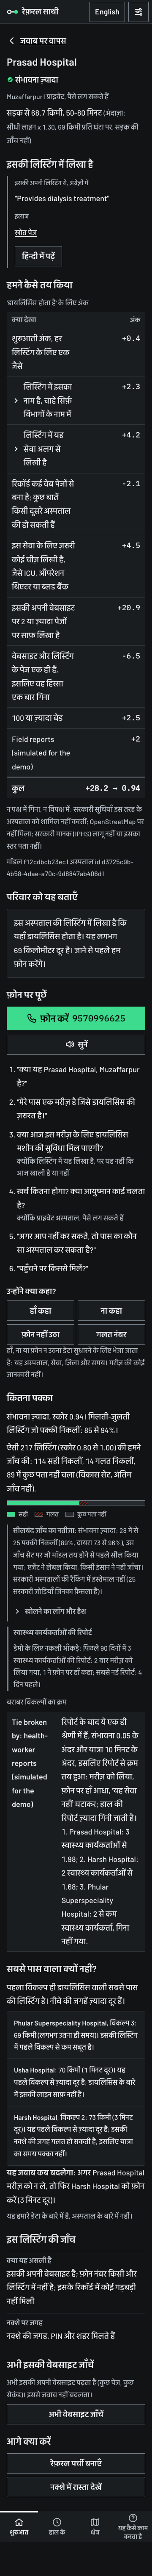 रेफ़रल साथी
English
जवाब पर वापस
Prasad Hospital
संभावना ज़्यादा
Muzaffarpur। प्राइवेट, पैसे लग सकते हैं
सड़क से 68.7 किमी, 50-80 मिनट (अंदाज़ा:
सीधी लाइन x 1.30, 69 किमी प्रति घंटा पर, सड़क की
जाँच नहीं)
इसकी लिस्टिंग में लिखा है
इसकी अपनी लिस्टिंग से, अंग्रेज़ी में
"Provides dialysis treatment"
इलाज
स्रोत पेज
हिन्दी में पढ़ें
हमने कैसे तय किया
'डायलिसिस होता है' के लिए अंक
क्या देखा
अंक
शुरुआती अंक, हर
लिस्टिंग के लिए एक
जैसे
+0.4
लिस्टिंग में इसका
नाम है, चाहे सिर्फ़
विभागों के नाम में
+2.3
लिस्टिंग में यह
सेवा अलग से
लिखी है
+4.2
रिकॉर्ड कई वेब पेजों से
बना है; कुछ बातें
किसी दूसरे अस्पताल
की हो सकती हैं
-2.1
इस सेवा के लिए ज़रूरी
कोई चीज़ लिखी है,
जैसे ICU, ऑपरेशन
थिएटर या ब्लड बैंक
+4.5
इसकी अपनी वेबसाइट
पर 2 या ज़्यादा पेजों
पर साफ़ लिखा है
+20.9
वेबसाइट और लिस्टिंग
के पेज एक ही हैं,
इसलिए वह हिस्सा
एक बार गिना
-6.5
100 या ज़्यादा बेड
+2.5
Field reports
(simulated for the
demo)
+2
कुल
+28.2 → 0.94
न पक्ष में गिना, न विपक्ष में: सरकारी सूचियाँ इस तरह के
अस्पताल को शामिल नहीं करतीं; OpenStreetMap पर
नहीं मिला; सरकारी मानक (IPHS) लागू नहीं या इसका
स्तर पता नहीं।
मॉडल f12cdbcb23ec। अस्पताल id d3725c9b-
4b58-4dae-a70c-9d8847ab406d।
परिवार को यह बताएँ
इस अस्पताल की लिस्टिंग में लिखा है कि
यहाँ डायलिसिस होता है। यह लगभग
69 किलोमीटर दूर है। जाने से पहले हम
फ़ोन करेंगे।
फ़ोन पर पूछें
फ़ोन करें 9570996625
सुनें
1. "क्या यह Prasad Hospital, Muzaffarpur
है?"
2. "मेरे पास एक मरीज़ है जिसे डायलिसिस की
ज़रूरत है।"
3. क्या आज इस मरीज़ के लिए डायलिसिस
मशीन की सुविधा मिल पाएगी?
क्योंकि लिस्टिंग में यह लिखा है, पर यह नहीं कि
आज खाली है या नहीं
4. खर्च कितना होगा? क्या आयुष्मान कार्ड चलता
है?
क्योंकि प्राइवेट अस्पताल, पैसे लग सकते हैं
5. "अगर आप नहीं कर सकते, तो पास का कौन
सा अस्पताल कर सकता है?"
6. "पहुँचने पर किससे मिलें?"
उन्होंने क्या कहा?
हाँ कहा
ना कहा
फ़ोन नहीं उठा
गलत नंबर
हाँ, ना या फ़ोन न उठना डेटा सुधारने के लिए भेजा जाता
है: यह अस्पताल, सेवा, ज़िला और समय। मरीज़ की कोई
जानकारी नहीं।
कितना पक्का
संभावना ज़्यादा, स्कोर 0.94। मिलती-जुलती
लिस्टिंग जो पक्की निकलीं: 85 से 94%।
ऐसी 217 लिस्टिंग (स्कोर 0.80 से 1.00) की हमने
जाँच की: 114 सही निकलीं, 14 गलत निकलीं,
89 में कुछ पता नहीं चला (विकास सेट, अंतिम
जाँच नहीं).
सही
गलत
कुछ पता नहीं
सीलबंद जाँच का नतीजा: संभावना ज़्यादा: 28 में से
25 पक्की निकलीं (89%, दायरा 73 से 96%), उस
जाँच सेट पर जो मॉडल तय होने से पहले सील किया
गया; एजेंट ने लेबल किया, किसी इंसान ने नहीं जाँचा।
सरकारी अस्पतालों की रैंकिंग में इस्तेमाल नहीं (25
सरकारी जोड़ियाँ जिनका फ़ैसला है)।
खोलने का लॉग और हैश
स्वास्थ्य कार्यकर्ताओं की रिपोर्ट
डेमो के लिए नकली आँकड़े: पिछले 90 दिनों में 3
स्वास्थ्य कार्यकर्ताओं की रिपोर्ट: 2 बार मरीज़ को
लिया गया, 1 ने फ़ोन पर हाँ कहा; सबसे नई रिपोर्ट: 4
दिन पहले।
बराबर विकल्पों का क्रम
Tie broken
by: health-
worker
reports
(simulated
for the
demo)
रिपोर्ट के बाद ये एक ही
श्रेणी में हैं, संभावना 0.05 के
अंदर और यात्रा 10 मिनट के
अंदर, इसलिए रिपोर्ट से क्रम
तय हुआ: मरीज़ को लिया,
फ़ोन पर हाँ आधा, यह सेवा
नहीं घटाकर; हाल की
रिपोर्ट ज़्यादा गिनी जाती है।
1. Prasad Hospital: 3
स्वास्थ्य कार्यकर्ताओं से
1.98; 2. Harsh Hospital:
2 स्वास्थ्य कार्यकर्ताओं से
1.68; 3. Phular
Superspeciality
Hospital: 2 से कम
स्वास्थ्य कार्यकर्ता, गिना
नहीं गया.
सबसे पास वाला क्यों नहीं?
पहला विकल्प ही डायलिसिस वाली सबसे पास
की लिस्टिंग है। नीचे की जगहें ज़्यादा दूर हैं।
Phular Superspeciality Hospital, विकल्प 3:
69 किमी (लगभग उतना ही समय)। इसकी लिस्टिंग
में पहले विकल्प से कम सबूत है।
Usha Hospital: 70 किमी (1 मिनट दूर)। यह
पहले विकल्प से ज़्यादा दूर है; डायलिसिस के बारे
में इसकी लाइन साफ़ नहीं है।
Harsh Hospital, विकल्प 2: 73 किमी (3 मिनट
दूर)। यह पहले विकल्प से ज़्यादा दूर है; इसकी
नक्शे की जगह गलत हो सकती है, इसलिए यात्रा
का समय पक्का नहीं।
यह जवाब कब बदलेगा: अगर Prasad Hospital
मरीज़ को न ले, तो फिर Harsh Hospital को फ़ोन
करें (3 मिनट दूर)।
यह हमारे डेटा के बारे में है, अस्पताल के बारे में नहीं।
इस लिस्टिंग की जाँच
क्या यह असली है
इसकी अपनी वेबसाइट है; फ़ोन नंबर किसी और
लिस्टिंग में नहीं है; इसके रिकॉर्ड में कोई गड़बड़ी
नहीं मिली
नक्शे पर जगह
नक्शे की जगह, PIN और शहर मिलते हैं
अभी इसकी वेबसाइट जाँचें
अभी इसकी अपनी वेबसाइट पढ़ता है (कुछ पेज, कुछ
सेकंड)। इससे जवाब नहीं बदलता।
अभी वेबसाइट जाँचें
आगे क्या करें
रेफ़रल पर्ची बनाएँ
नक्शे में रास्ता देखें
शुरुआत
हाल के
क्षेत्र
यह कैसे काम
करता है